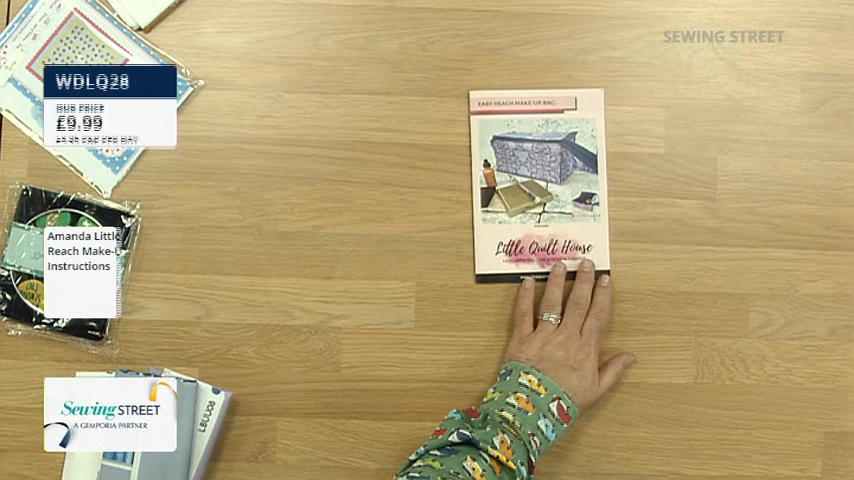 SEWING STREET
WDLQ28
OUR PRICE
£9.99
Amanda Little
Reach Make-U
Instructions
Sewing STREET
A GEMPORIA PARTNER
LBUU08
EASY REACH MAKE UP BAG
Little Quilt House